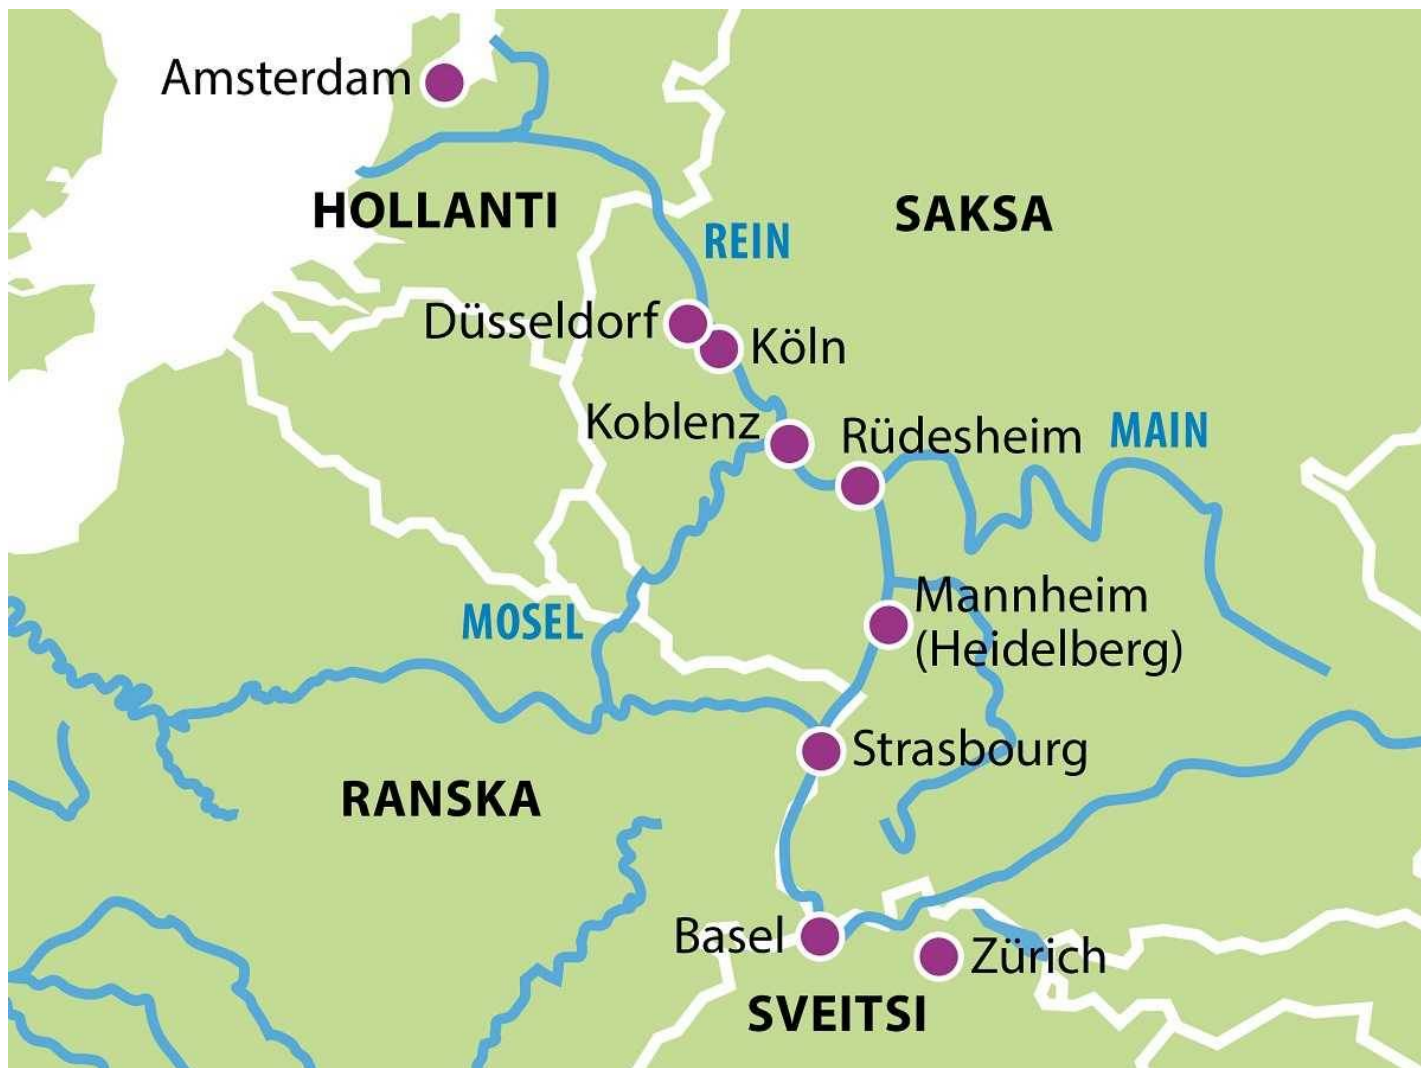 Amsterdam
HOLLANTI
SAKSA
REIN
Düsseldorf
Köln
Koblenz
Rüdesheim
MAIN
Mannheim
(Heidelberg)
MOSEL
Strasbourg
RANSKA
Basel
Zürich
SVEITSI